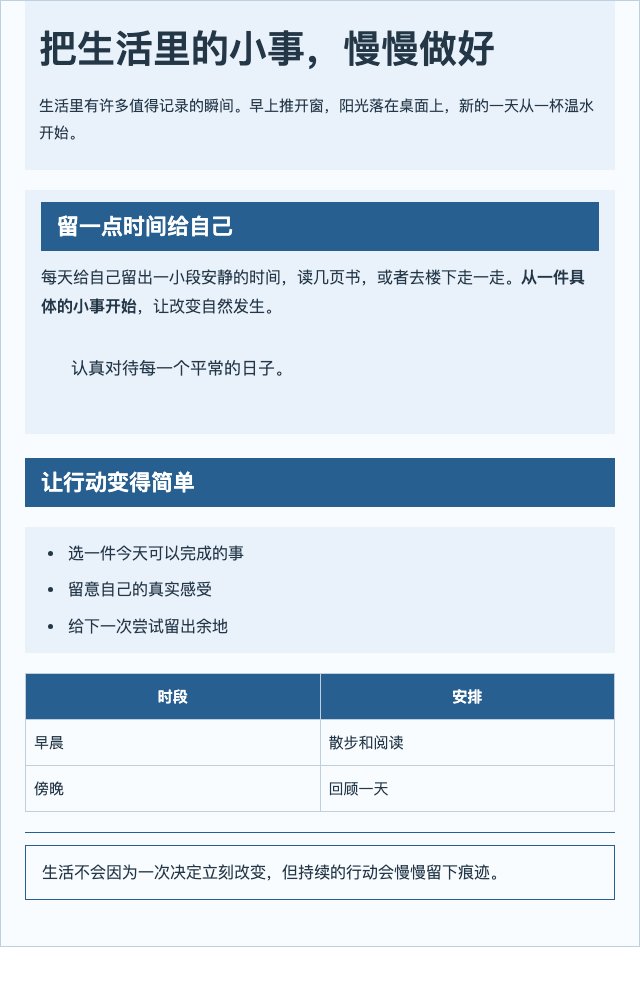 把生活里的小事，慢慢做好
生活里有许多值得记录的瞬间。早上推开窗，阳光落在桌面上，新的一天从一杯温水
开始。
留一点时间给自己
每天给自己留出一小段安静的时间，读几页书，或者去楼下走一走。从一件具
体的小事开始，让改变自然发生。
认真对待每一个平常的日子。
让行动变得简单
• 选一件今天可以完成的事
• 留意自己的真实感受
• 给下一次尝试留出余地
时段 安排
早晨 散步和阅读
傍晚 回顾一天
生活不会因为一次决定立刻改变，但持续的行动会慢慢留下痕迹。